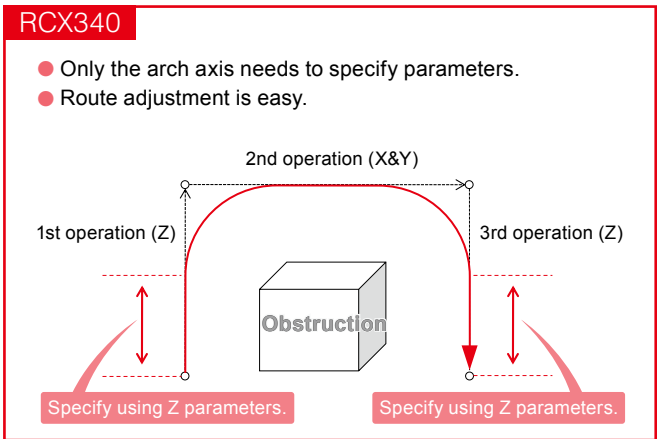 RCX340
Only the arch axis needs to specify parameters.
Route adjustment is easy.
2nd operation (X&Y)
1st operation (Z)
3rd operation (Z)
Obstruction
Specify using Z parameters.
Specify using Z parameters.